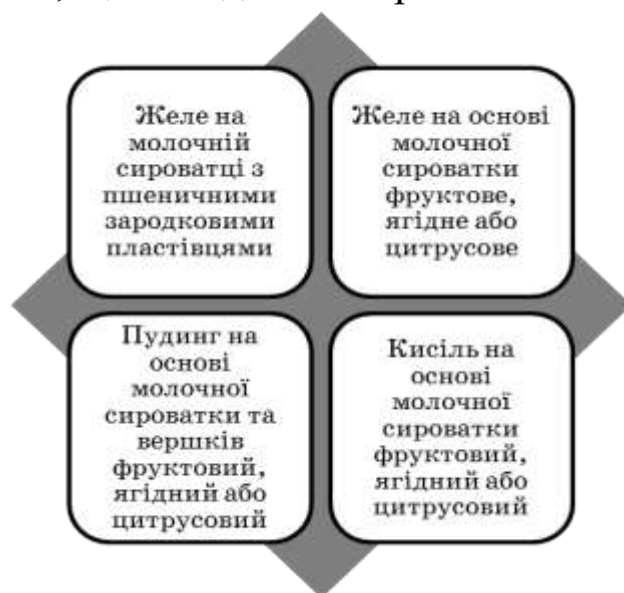 Желе на
молочній
сироватці з
пшеничними
зародковими
пластівцями
Желе на основі
молочної
сироватки
фруктове,
ягідне або
цитрусове
Пудинг на
основі
молочної
сироватки та
вершків
фруктовий,
ягідний або
цитрусовий
Кисіль на
основі
молочної
сироватки
фруктовий,
ягідний або
цитрусовий